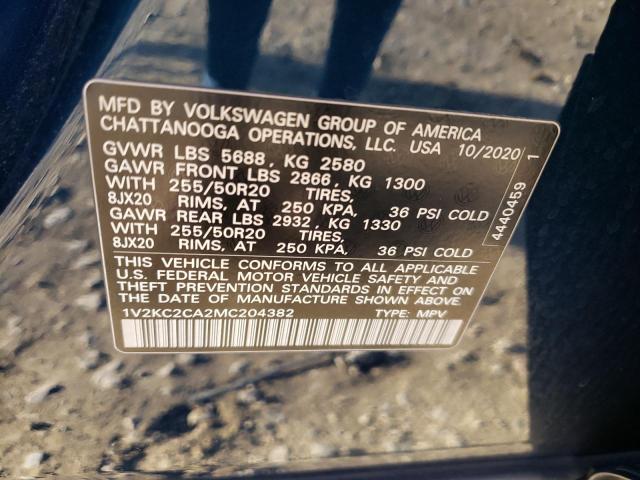 MFD BY VOLKSWAGEN GROUP OF AMERICA
CHATTANOOGA OPERATIONS, LLC. USA 10/2020
GVWR LBS 5688, KG 2580
GAWR FRONT LBS 2866, KG 1300
WITH 255/50R20 TIRES,
8JX20 RIMS, AT 250 KPA, 36 PSI COLD
GAWR REAR LBS 2932, KG 1330
WITH 255/50R20 TIRES,
8JX20 RIMS, AT 250 KPA, 36 PSI COLD
THIS VEHICLE CONFORMS TO ALL APPLICABLE
U.S. FEDERAL MOTOR VEHICLE SAFETY AND
THEFT PREVENTION STANDARDS IN EFFECT ON
THE DATE OF MANUFACTURE SHOWN ABOVE.
1V2KC2CA2MC204382 TYPE: MPV
4440459 1